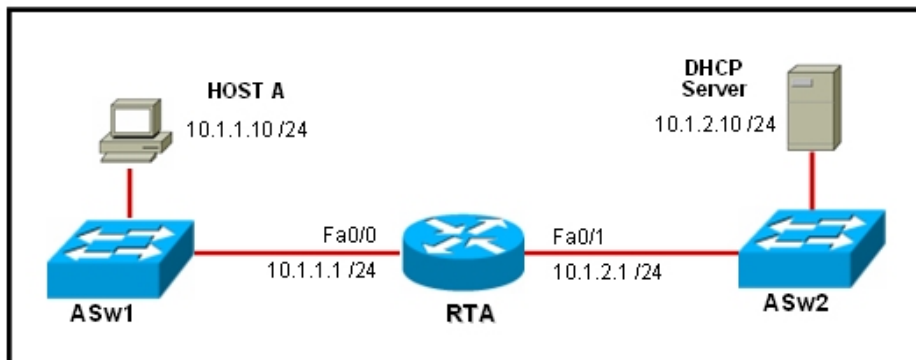 HOST A
10.1.1.10 /24
DHCP
Server
10.1.2.10 /24
Fa0/0
10.1.1.1 /24
Fa0/1
10.1.2.1 /24
ASw1
RTA
ASw2